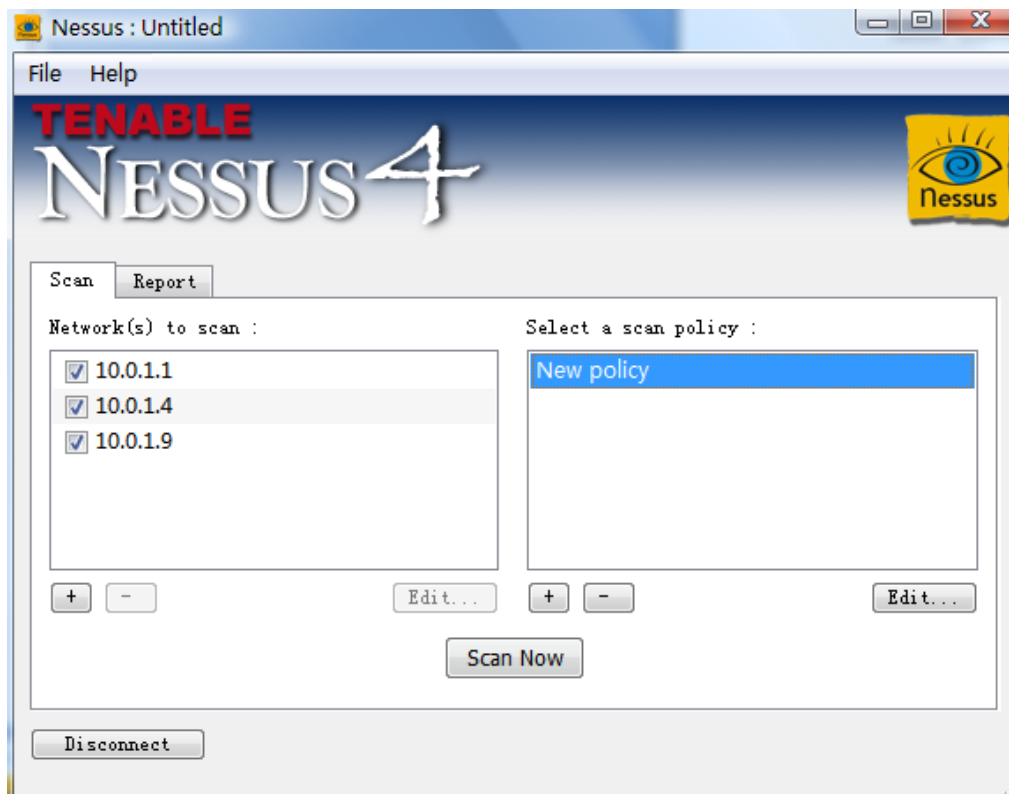 Nessus : Untitled
File Help
TENABLE
NESSUS 4
nessus
Scan Report
Network(s) to scan : Select a scan policy :
10.0.1.1 New policy
10.0.1.4
10.0.1.9
+ - Edit... + - Edit...
Scan Now
Disconnect